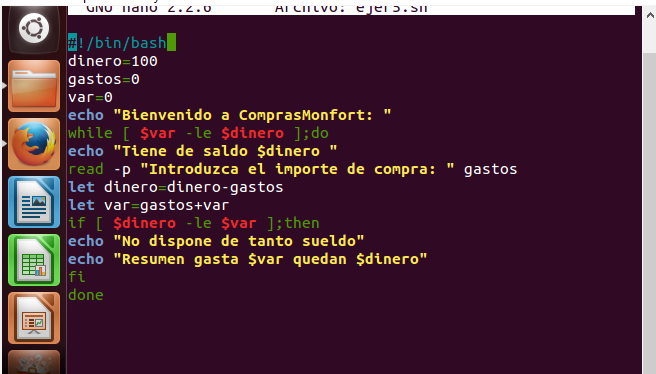 GNU nano 2.2.6 Archivo: ejer5.sh
#!/bin/bash
dinero=100
gastos=0
var=0
echo "Bienvenido a ComprasMonfort: "
while [ $var -le $dinero ];do
echo "Tiene de saldo $dinero "
read -p "Introduzca el importe de compra: " gastos
let dinero=dinero-gastos
let var=gastos+var
if [ $dinero -le $var ];then
echo "No dispone de tanto sueldo"
echo "Resumen gasta $var quedan $dinero"
fi
done